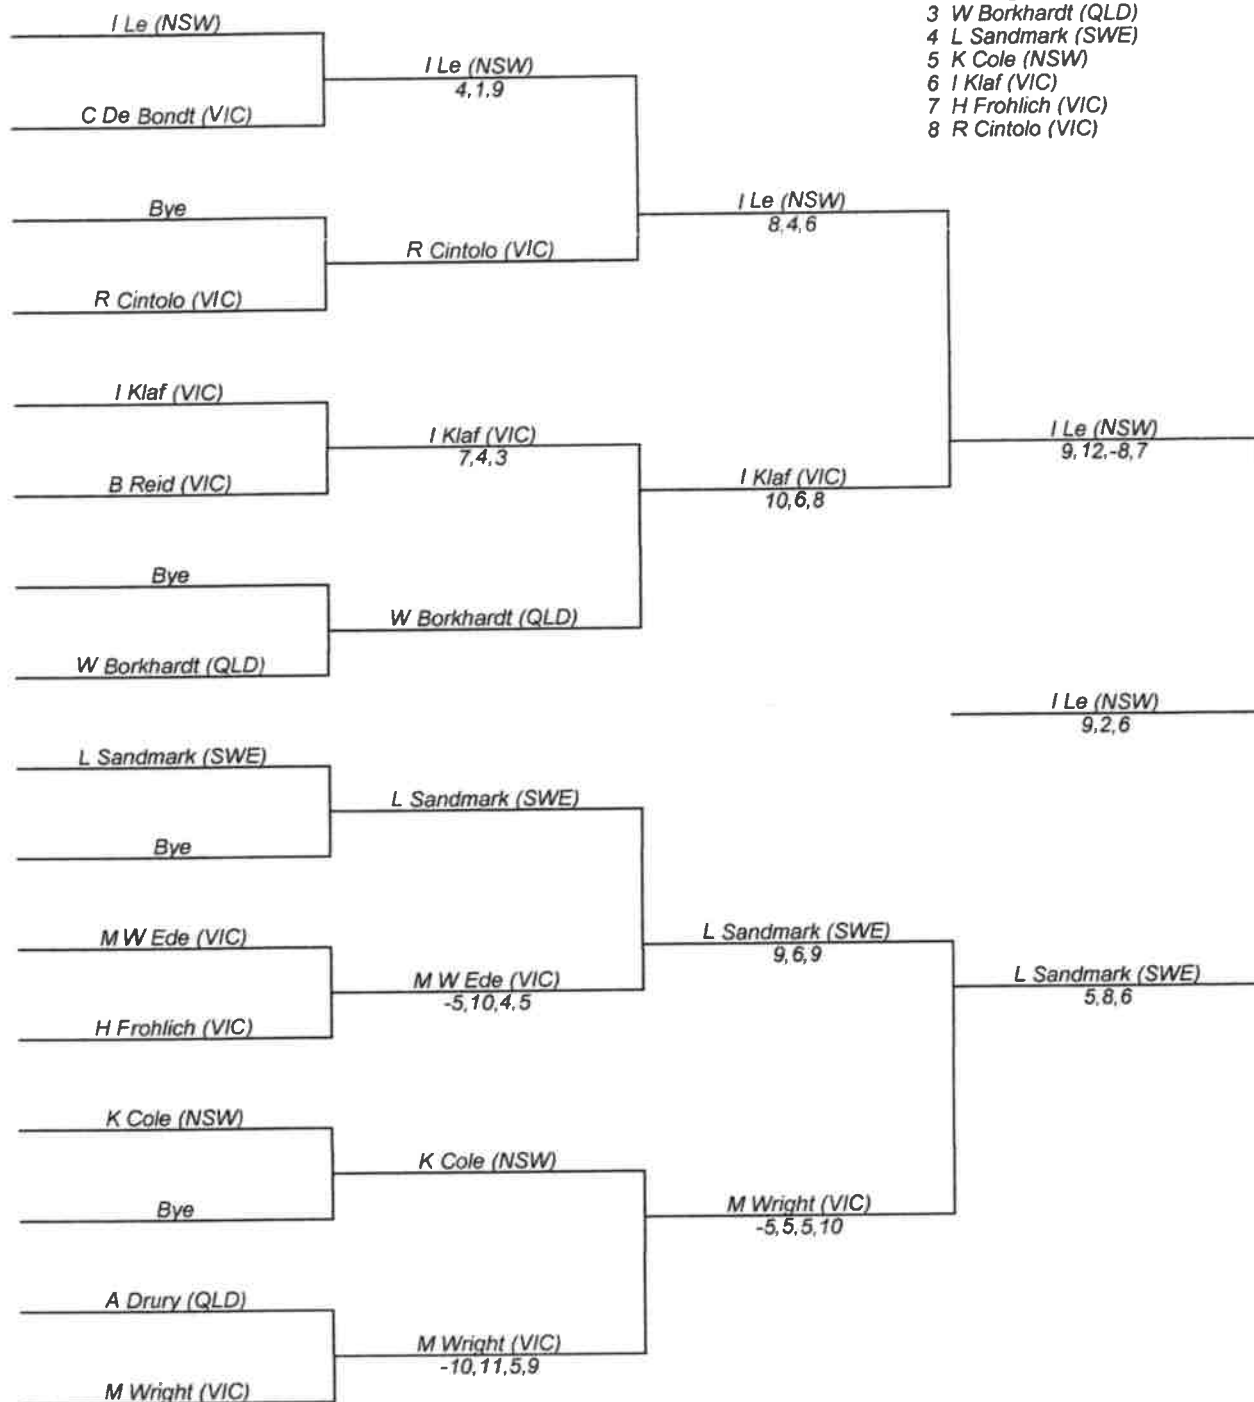 3 W Borkhardt (QLD)
4 L Sandmark (SWE)
5 K Cole (NSW)
6 I Klaf (VIC)
7 H Frohlich (VIC)
8 R Cintolo (VIC)
I Le (NSW)
I Le (NSW)
4,1,9
C De Bondt (VIC)
Bye
I Le (NSW)
8,4,6
R Cintolo (VIC)
R Cintolo (VIC)
I Klaf (VIC)
I Klaf (VIC)
7,4,3
I Le (NSW)
9,12,-8,7
B Reid (VIC)
I Klaf (VIC)
10,6,8
Bye
W Borkhardt (QLD)
W Borkhardt (QLD)
I Le (NSW)
9,2,6
L Sandmark (SWE)
L Sandmark (SWE)
Bye
M W Ede (VIC)
L Sandmark (SWE)
9,6,9
M W Ede (VIC)
-5,10,4,5
L Sandmark (SWE)
5,8,6
H Frohlich (VIC)
K Cole (NSW)
K Cole (NSW)
Bye
M Wright (VIC)
-5,5,5,10
A Drury (QLD)
M Wright (VIC)
-10,11,5,9
M Wright (VIC)